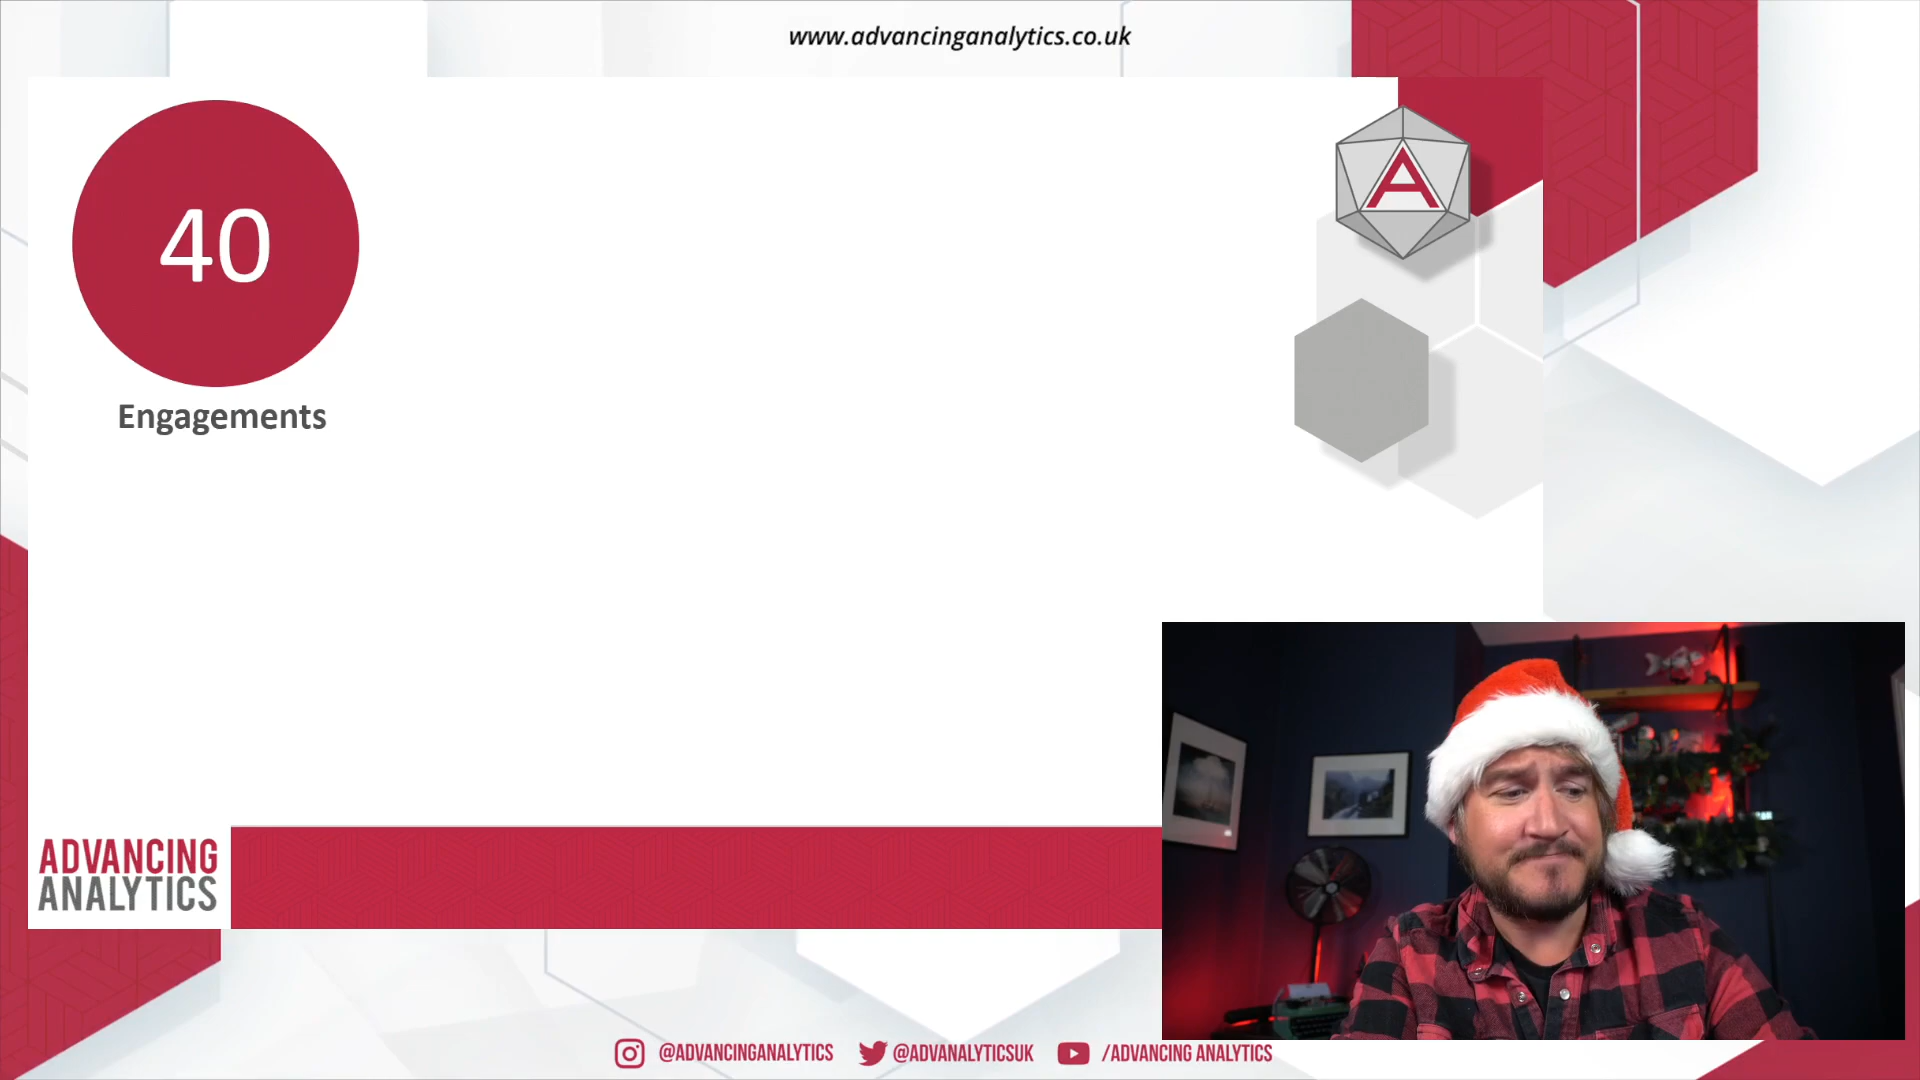 www.advancinganalytics.co.uk
A
40
Engagements
ADVANCING
ANALYTICS
@ADVANCINGANALYTICS @ADVANALYTICSUK /ADVANCING ANALYTICS